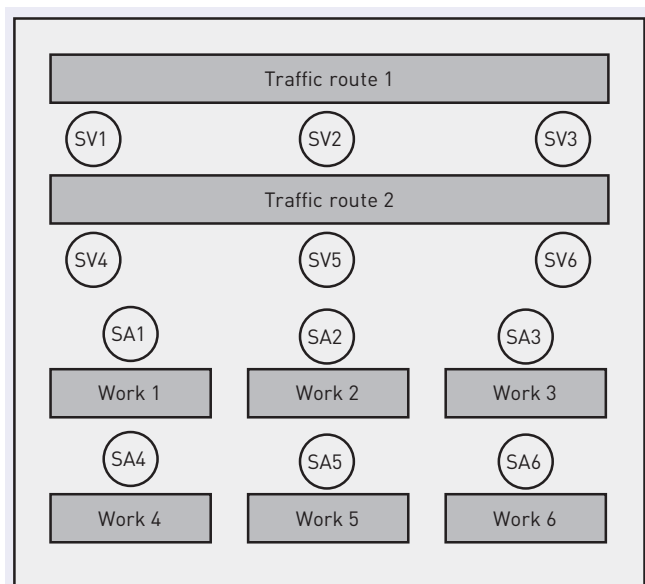 Traffic route 1
SV1 SV2 SV3
Traffic route 2
SV4 SV5 SV6
SA1 SA2 SA3
Work 1 Work 2 Work 3
SA4 SA5 SA6
Work 4 Work 5 Work 6